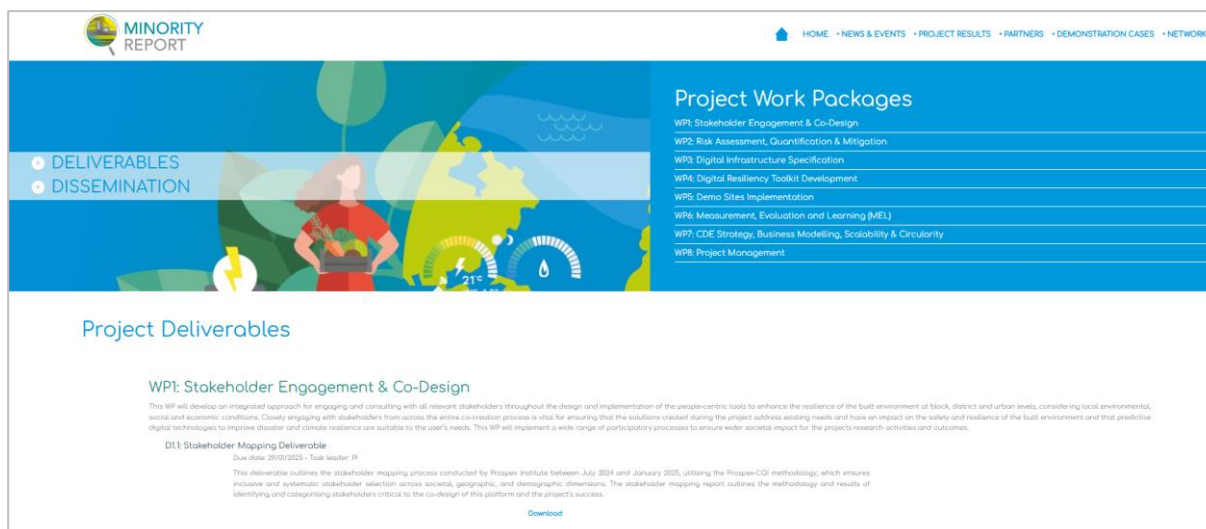 MINORITY
REPORT
HOME • NEWS & EVENTS • PROJECT RESULTS • PARTNERS • DEMONSTRATION CASES • NETWORK
DELIVERABLES
DISSEMINATION
21°C
Project Work Packages
WP1: Stakeholder Engagement & Co-Design
WP2: Risk Assessment, Quantification & Mitigation
WP3: Digital Infrastructure Specification
WP4: Digital Resiliency Toolkit Development
WP5: Demo Sites Implementation
WP6: Measurement, Evaluation and Learning (MEL)
WP7: CDE Strategy, Business Modelling, Scalability & Circularity
WP8: Project Management
Project Deliverables
WP1: Stakeholder Engagement & Co-Design
This WP will develop an integrated approach for engaging and consulting with all relevant stakeholders throughout the design and implementation of the people-centric tools to enhance the resilience of the built environment at block, district and urban levels, considering local environmental,
social and economic conditions. Closely engaging with stakeholders from across the entire co-creation process is vital for ensuring that the solutions created during the project address existing needs and have an impact on the safety and resilience of the built environment and that predictive
digital technologies to improve disaster and climate resilience are suitable to the user's needs. This WP will implement a wide range of participatory processes to ensure wider societal impact for the projects research activities and outcomes.
D1.1: Stakeholder Mapping Deliverable
Due date: 29/01/2025 - Task leader: PI
This deliverable outlines the stakeholder mapping process conducted by Prospex Institute between July 2024 and January 2025, utilising the Prospex-CQI methodology, which ensures
inclusive and systematic stakeholder selection across societal, geographic, and demographic dimensions. The stakeholder mapping report outlines the methodology and results of
identifying and categorising stakeholders critical to the co-design of this platform and the project's success.
Download